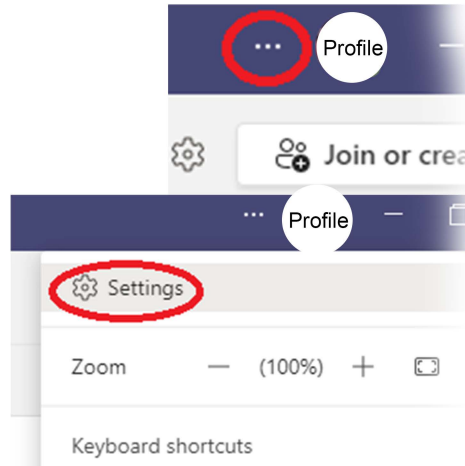 ... Profile
Join or crea
... Profile
Settings
Zoom — (100%) +
Keyboard shortcuts